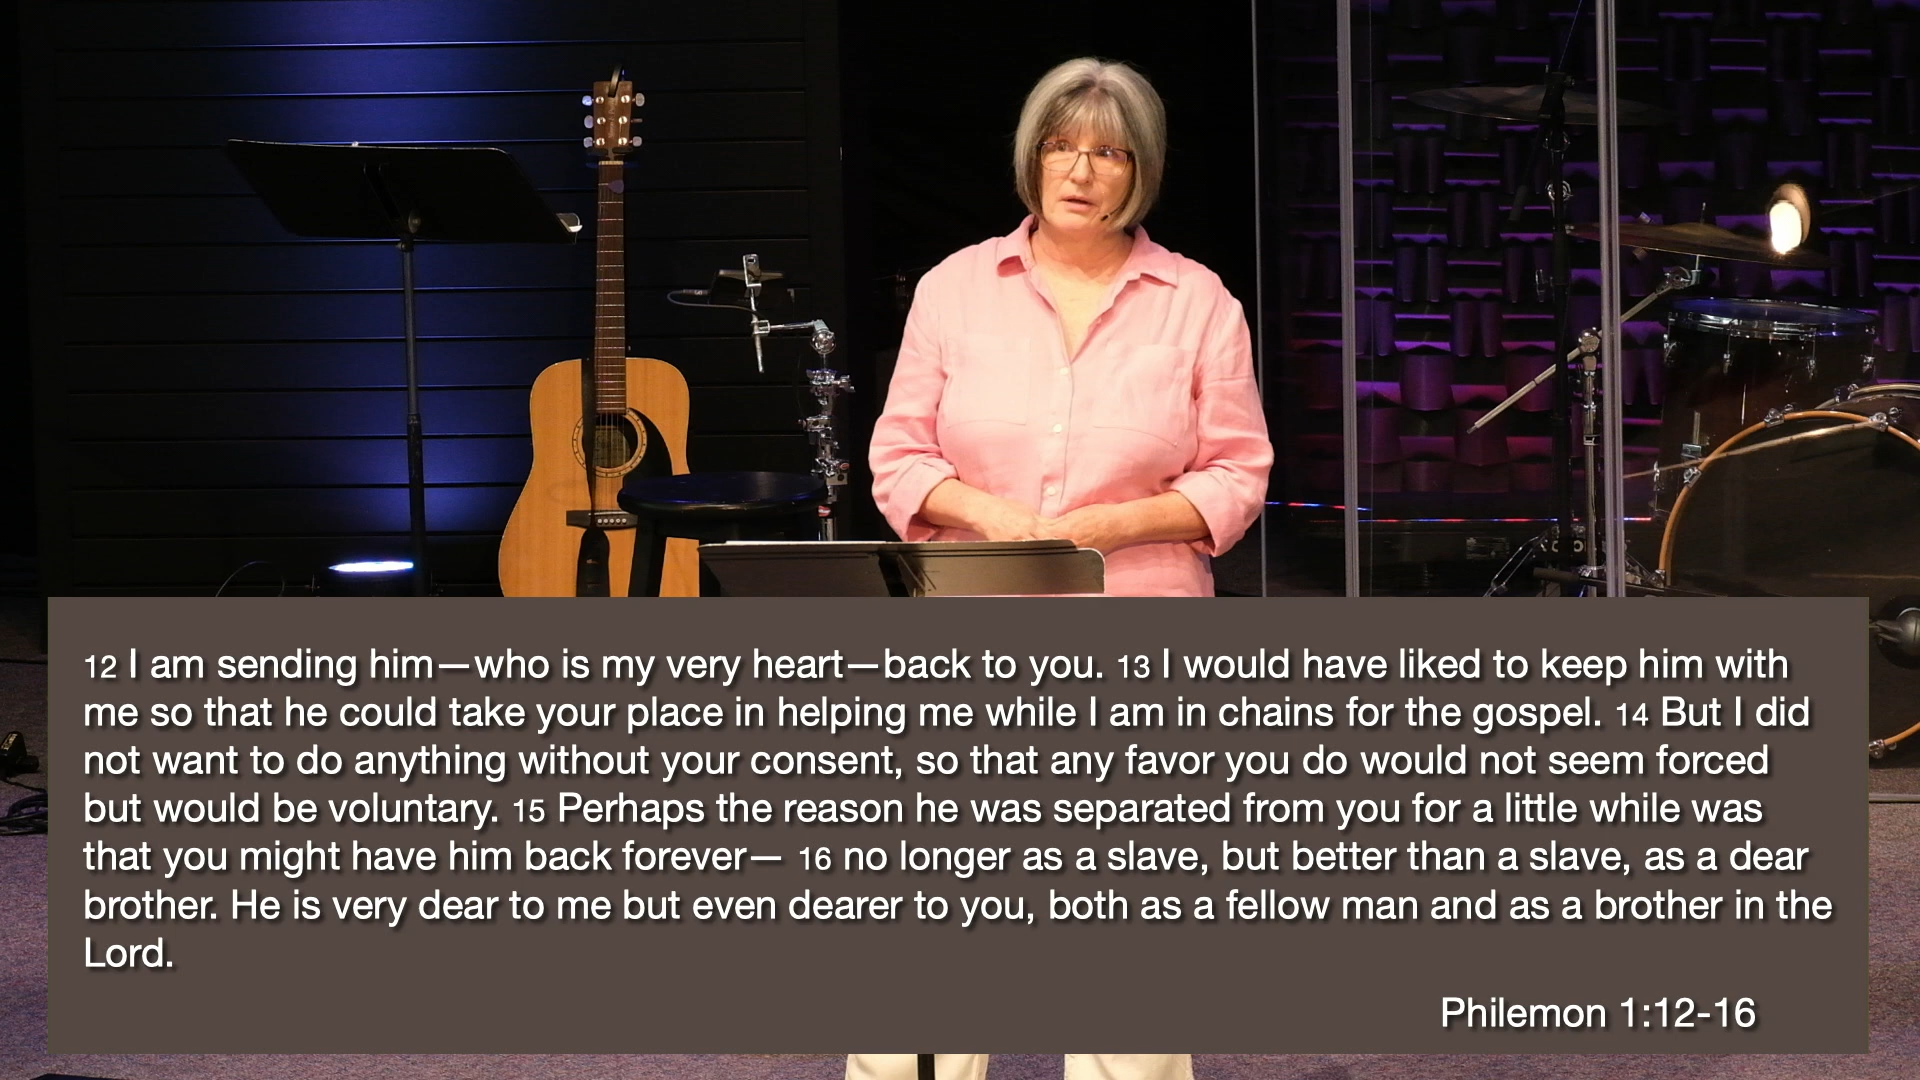 12 I am sending him—who is my very heart—back to you. 13 I would have liked to keep him with
me so that he could take your place in helping me while I am in chains for the gospel. 14 But I did
not want to do anything without your consent, so that any favor you do would not seem forced
but would be voluntary. 15 Perhaps the reason he was separated from you for a little while was
that you might have him back forever— 16 no longer as a slave, but better than a slave, as a dear
brother. He is very dear to me but even dearer to you, both as a fellow man and as a brother in the
Lord.
Philemon 1:12-16